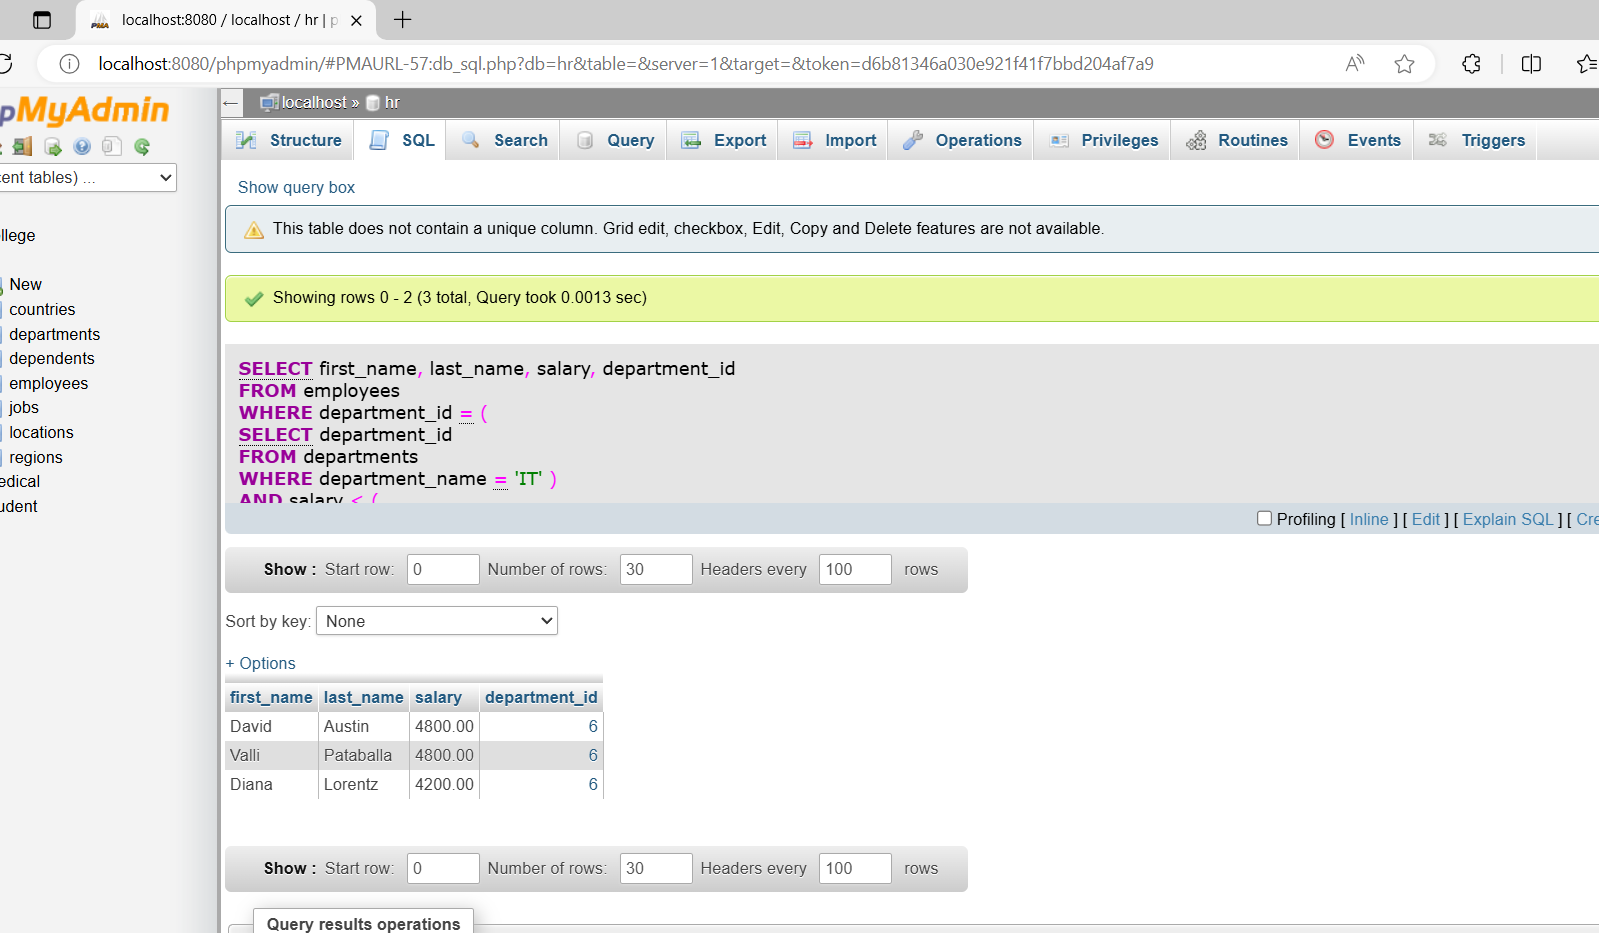 localhost:8080 / localhost / hr | p
localhost:8080/phpmyadmin/#PMAURL-57:db_sql.php?db=hr&table=&server=1&target=&token=d6b81346a030e921f41f7bbd204af7a9
pMyAdmin
cent tables) ...
llege
New
countries
departments
dependents
employees
jobs
locations
regions
edical
udent
localhost » hr
Structure SQL Search Query Export Import Operations Privileges Routines Events Triggers
Show query box
This table does not contain a unique column. Grid edit, checkbox, Edit, Copy and Delete features are not available.
Showing rows 0 - 2 (3 total, Query took 0.0013 sec)
SELECT first_name, last_name, salary, department_id
FROM employees
WHERE department_id = (
SELECT department_id
FROM departments
WHERE department_name = 'IT' )
AND salary < (
Profiling [ Inline ] [ Edit ] [ Explain SQL ] [ Cre
Show : Start row: 0 Number of rows: 30 Headers every 100 rows
Sort by key: None
+ Options
first_name last_name salary department_id
David Austin 4800.00 6
Valli Pataballa 4800.00 6
Diana Lorentz 4200.00 6
Show : Start row: 0 Number of rows: 30 Headers every 100 rows
Query results operations